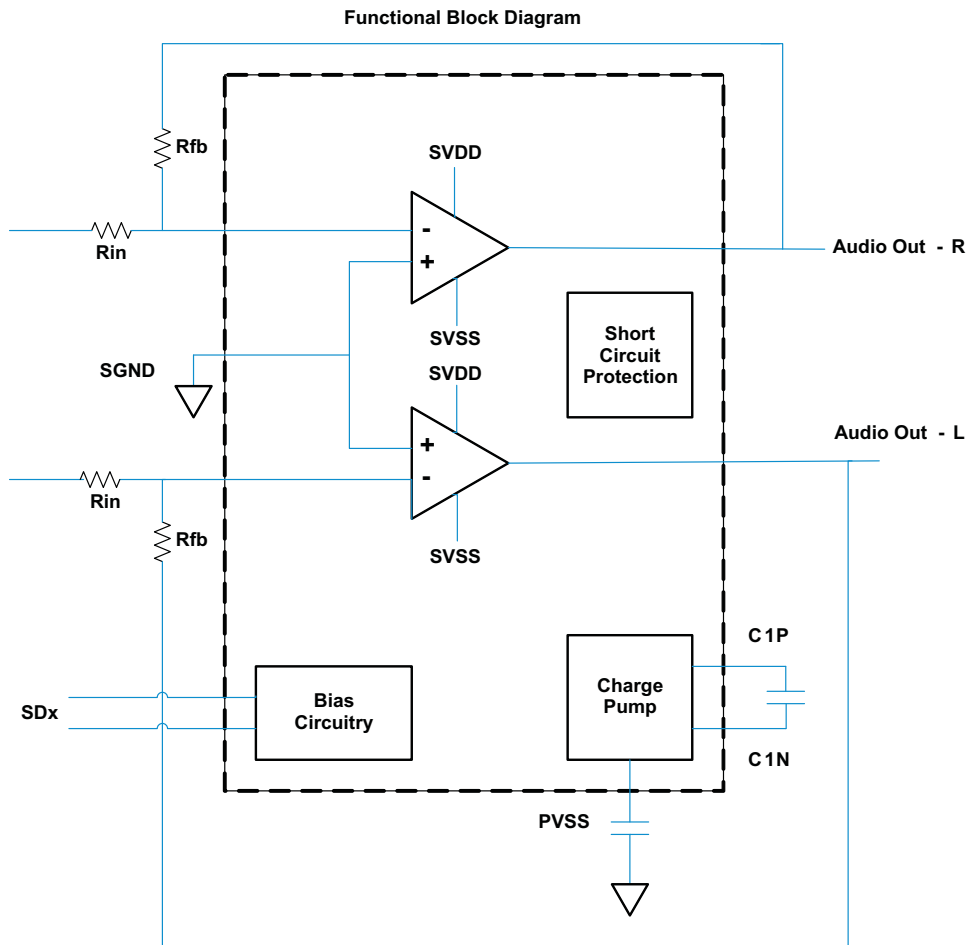 Functional Block Diagram
Rfb
SVDD
Rin
-
+
Audio Out - R
SVSS
Short
Circuit
Protection
SGND
SVDD
Audio Out - L
+
-
Rin
Rfb
SVSS
C1P
Bias
Circuitry
Charge
Pump
SDx
C1N
PVSS